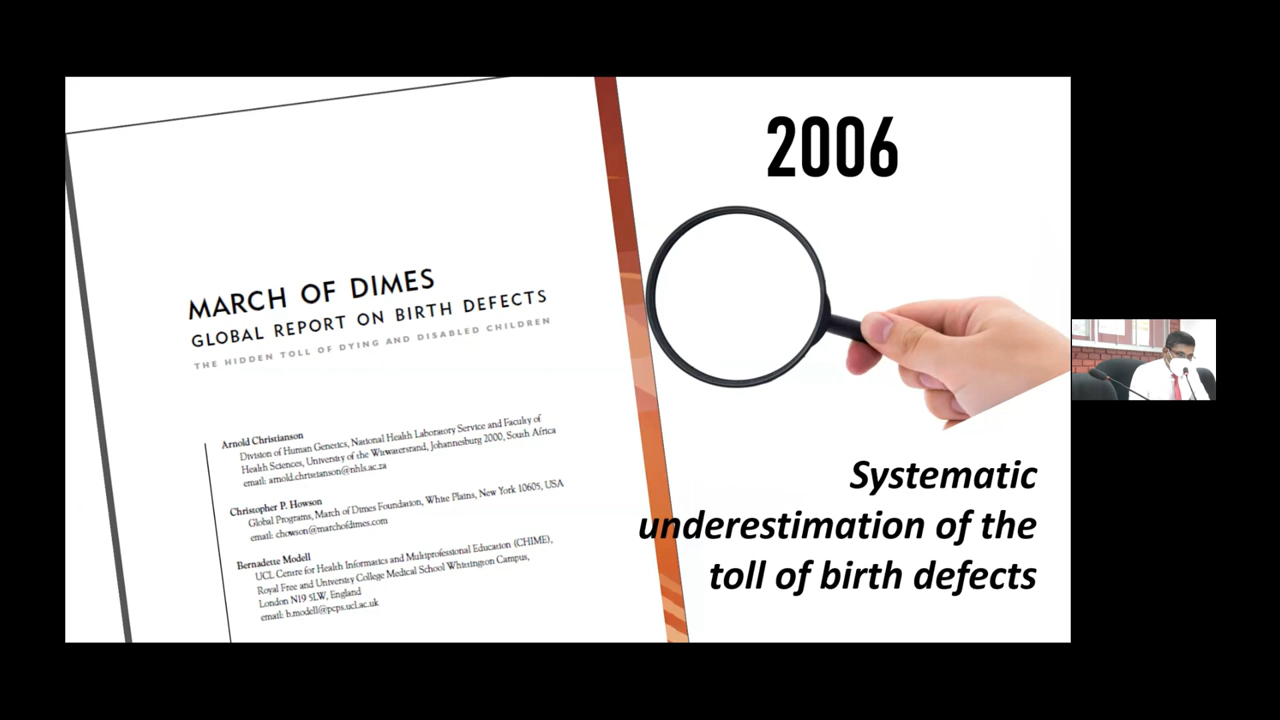 MARCH OF DIMES
GLOBAL REPORT ON BIRTH DEFECTS
THE HIDDEN TOLL OF DYING AND DISABLED CHILDREN
Arnold Christianson
Division of Human Genetics, National Health Laboratory Service and Faculty of
Health Sciences, University of the Witwatersrand, Johannesburg 2000, South Africa
email: arnold.christianson@nhls.ac.za
Christopher P. Howson
Global Programs, March of Dimes Foundation, White Plains, New York 10605, USA
email: chowson@marchofdimes.com
Bernadette Modell
UCL Centre for Health Informatics and Multiprofessional Education (CHIME),
Royal Free and University College Medical School Whittington Campus,
London N19 5LW, England
email: b.modell@pcps.ucl.ac.uk
2006
Systematic
underestimation of the
toll of birth defects